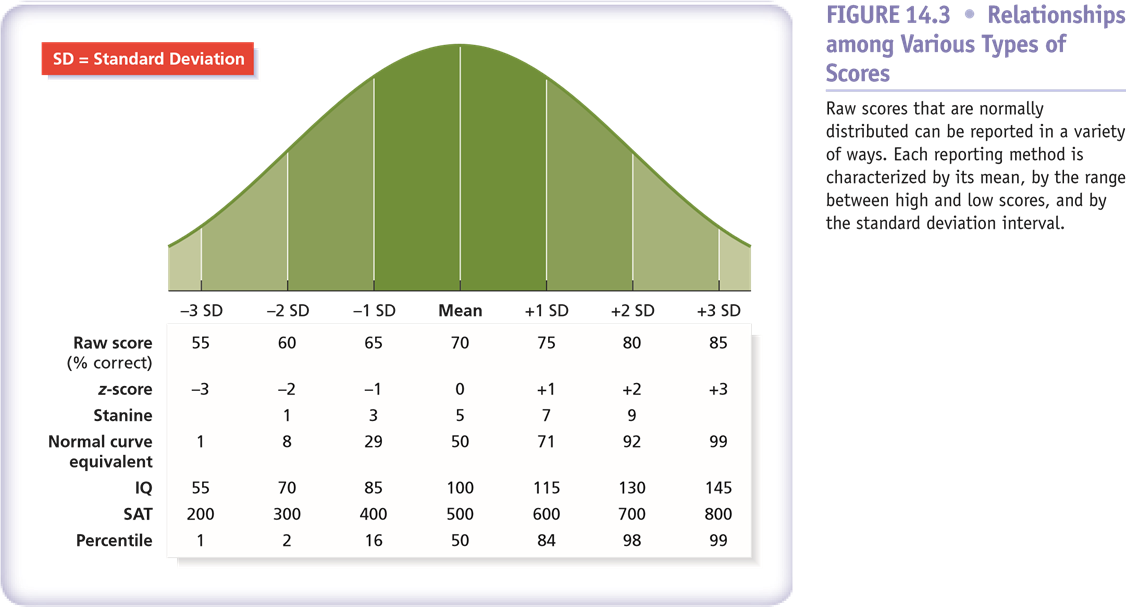 SD = Standard Deviation
–3 SD –2 SD –1 SD Mean +1 SD +2 SD +3 SD
Raw score 55 60 65 70 75 80 85
(% correct)
z-score –3 –2 –1 0 +1 +2 +3
Stanine 1 3 5 7 9
Normal curve 1 8 29 50 71 92 99
equivalent
IQ 55 70 85 100 115 130 145
SAT 200 300 400 500 600 700 800
Percentile 1 2 16 50 84 98 99
FIGURE 14.3 • Relationships
among Various Types of
Scores
Raw scores that are normally
distributed can be reported in a variety
of ways. Each reporting method is
characterized by its mean, by the range
between high and low scores, and by
the standard deviation interval.